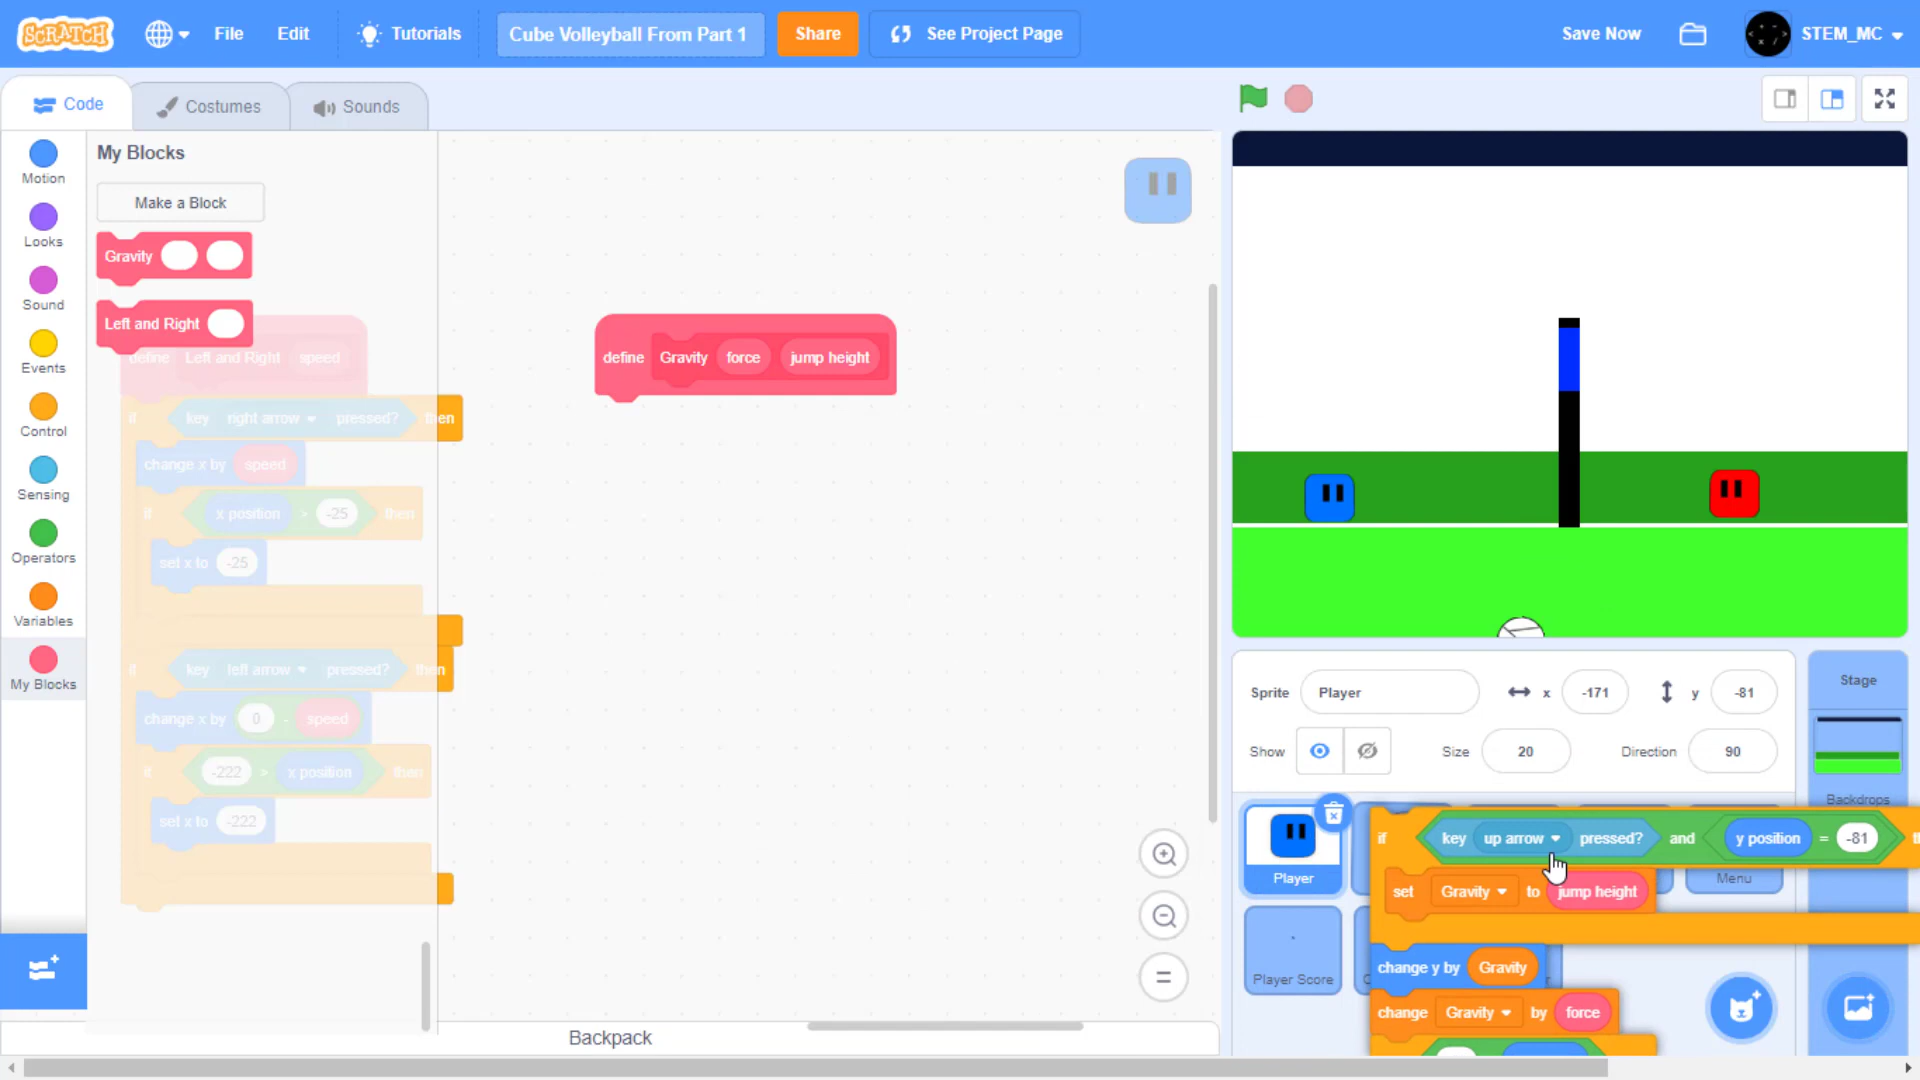 SCRATCH File Edit Tutorials Cube Volleyball From Part 1 Share See Project Page Save Now STEM_MC
Code Costumes Sounds
My Blocks
Make a Block
Gravity
Left and Right
Motion
Looks
Sound
Events
Control
Sensing
Operators
Variables
My Blocks
define Left and Right speed
if key right arrow pressed? then
change x by speed
if x position > -25 then
set x to -25
if key left arrow pressed? then
change x by 0 - speed
if -222 > x position then
set x to -222
define Gravity force jump height
Backpack
Sprite Player x -171 y -81
Show Size 20 Direction 90
Stage
Backdrops
Player
Menu
Player Score
if key up arrow pressed? and y position = -81
set Gravity to jump height
change y by Gravity
change Gravity by force